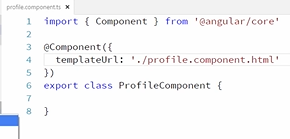 profile.component.ts
1 import { Component } from '@angular/core'
2
3 @Component({
4 templateUrl: './profile.component.html'
5 })
6 export class ProfileComponent {
7
8 }